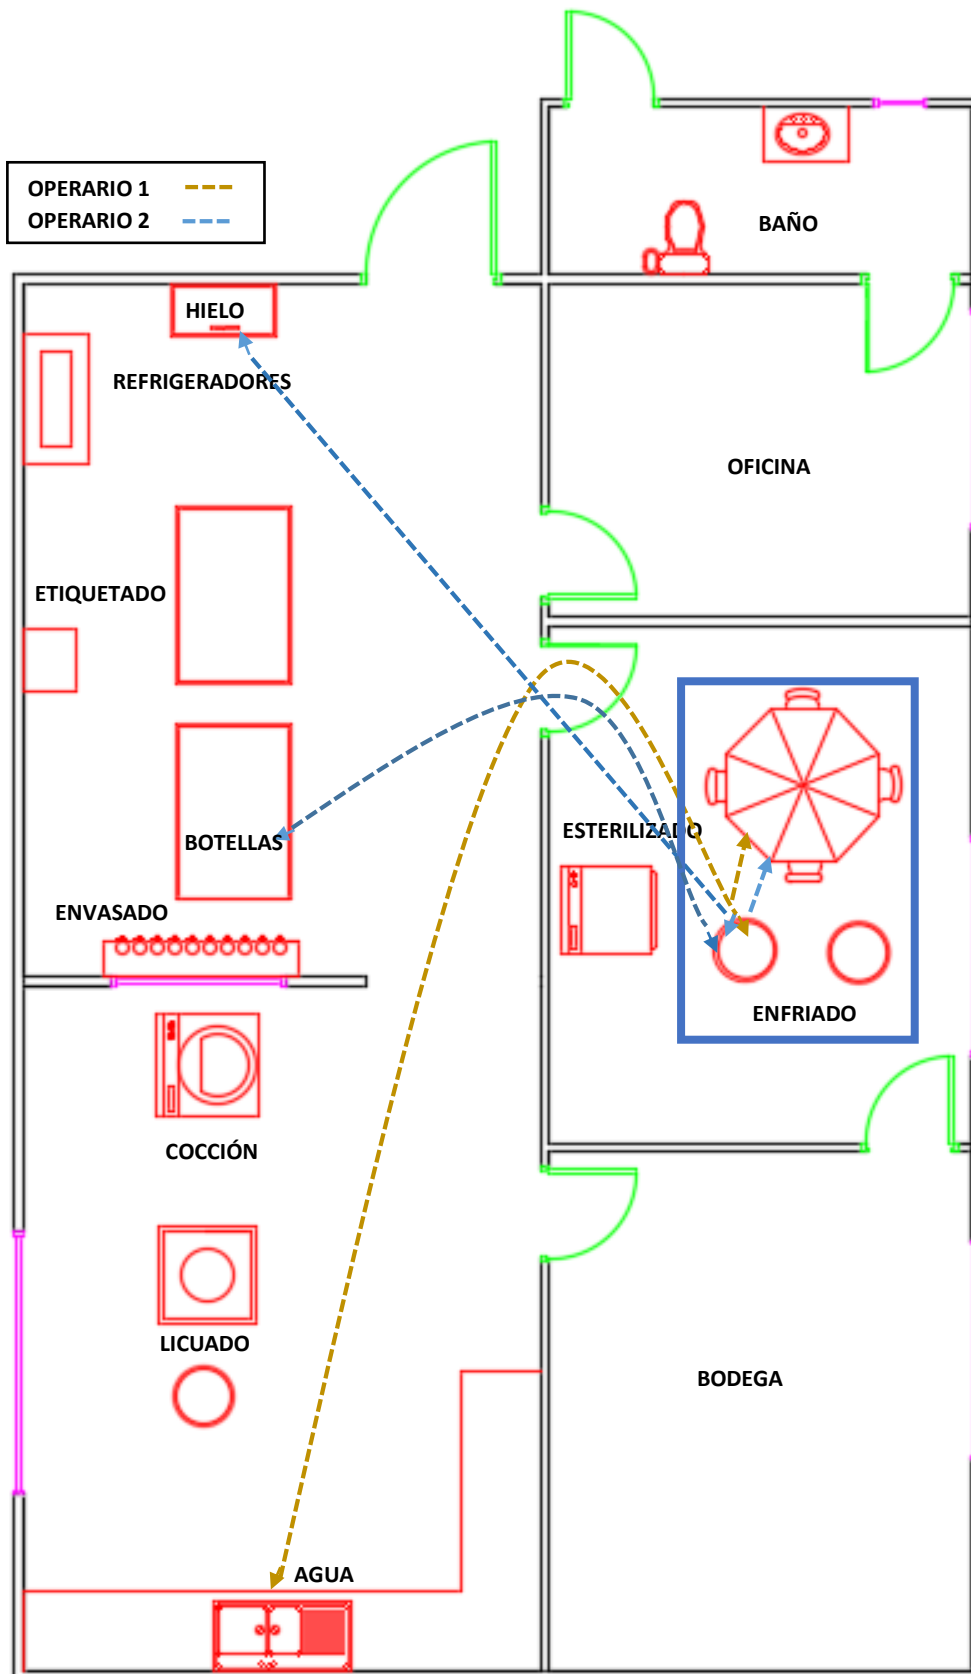 OPERARIO 1
OPERARIO 2
BAÑO
HIELO
REFRIGERADORES
OFICINA
ETIQUETADO
ESTERILIZADO
BOTELLAS
ENVASADO
ENFRIADO
COCCIÓN
LICUADO
BODEGA
AGUA